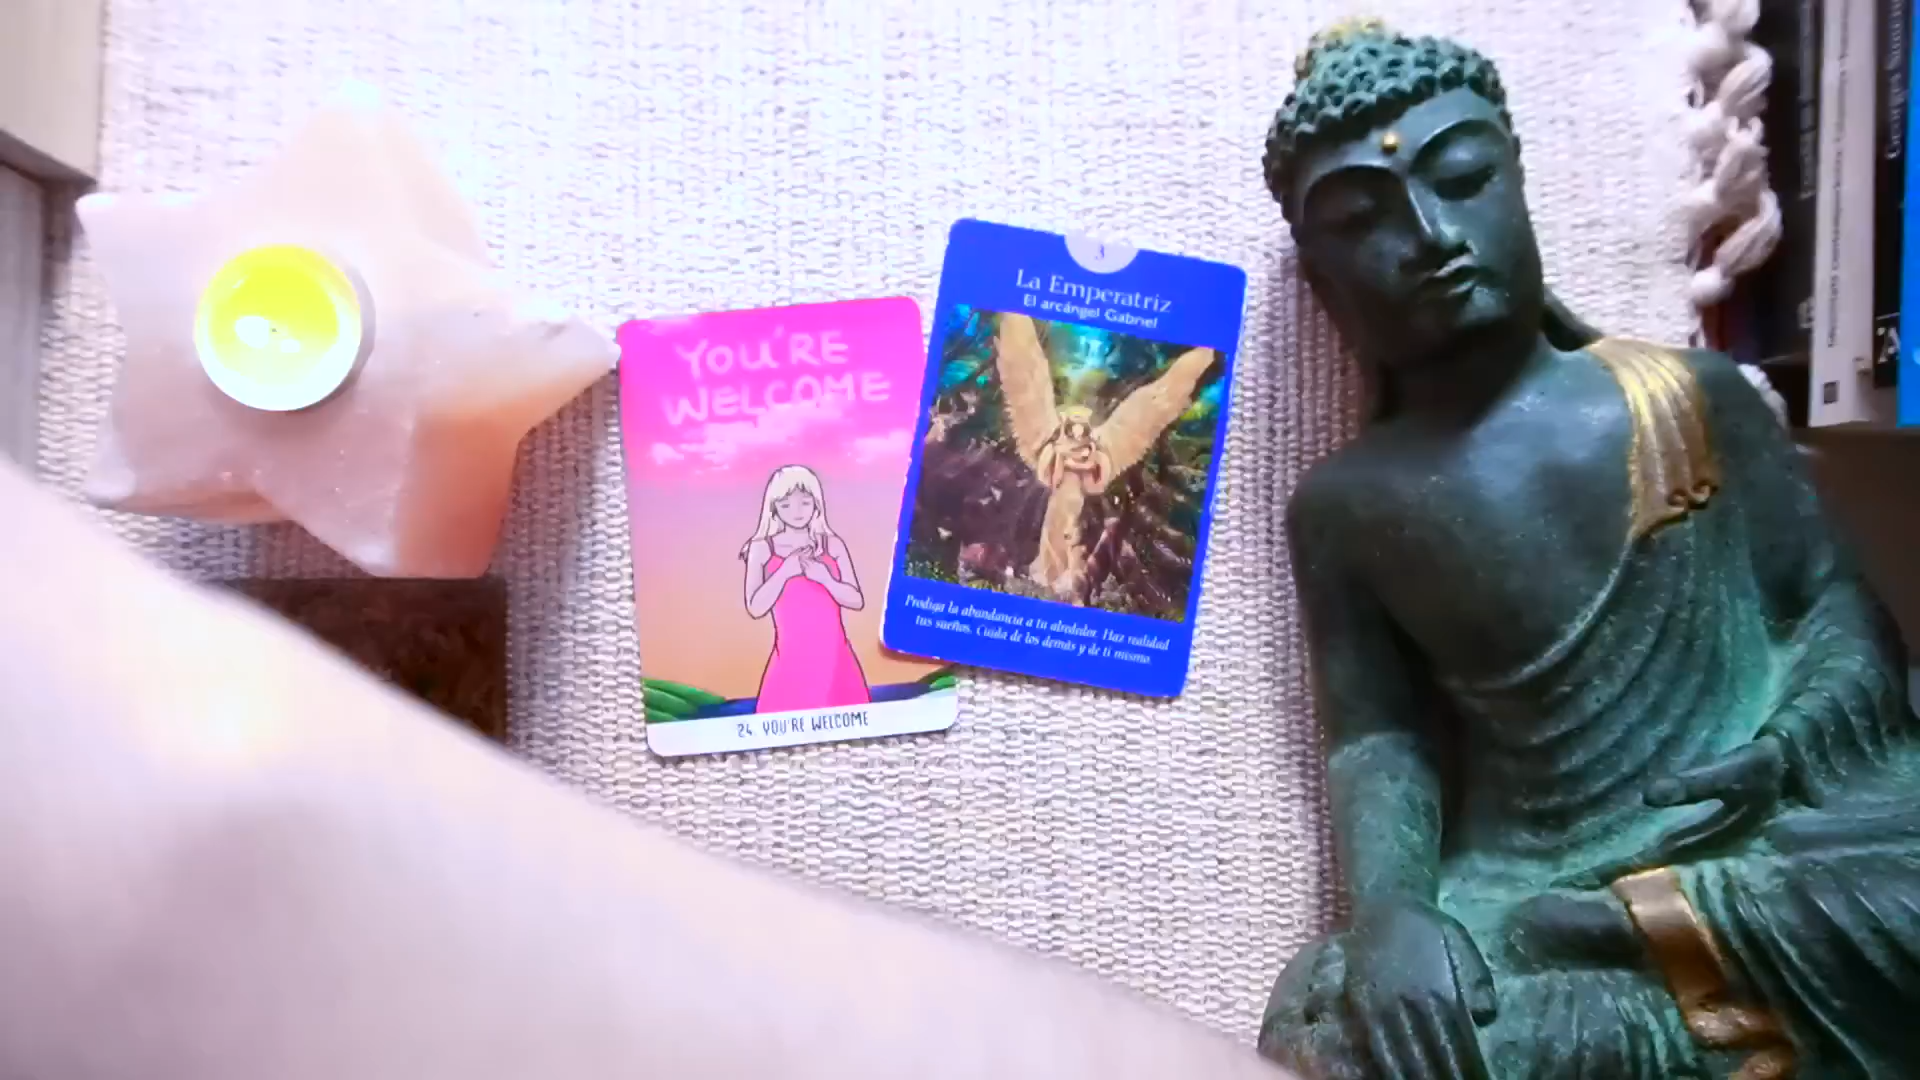 YOU'RE
WELCOME
24. YOU'RE WELCOME
3
La Emperatriz
El arcángel Gabriel
Prodiga la abundancia a tu alrededor. Haz realidad
tus sueños. Cuida de los demás y de ti mismo.